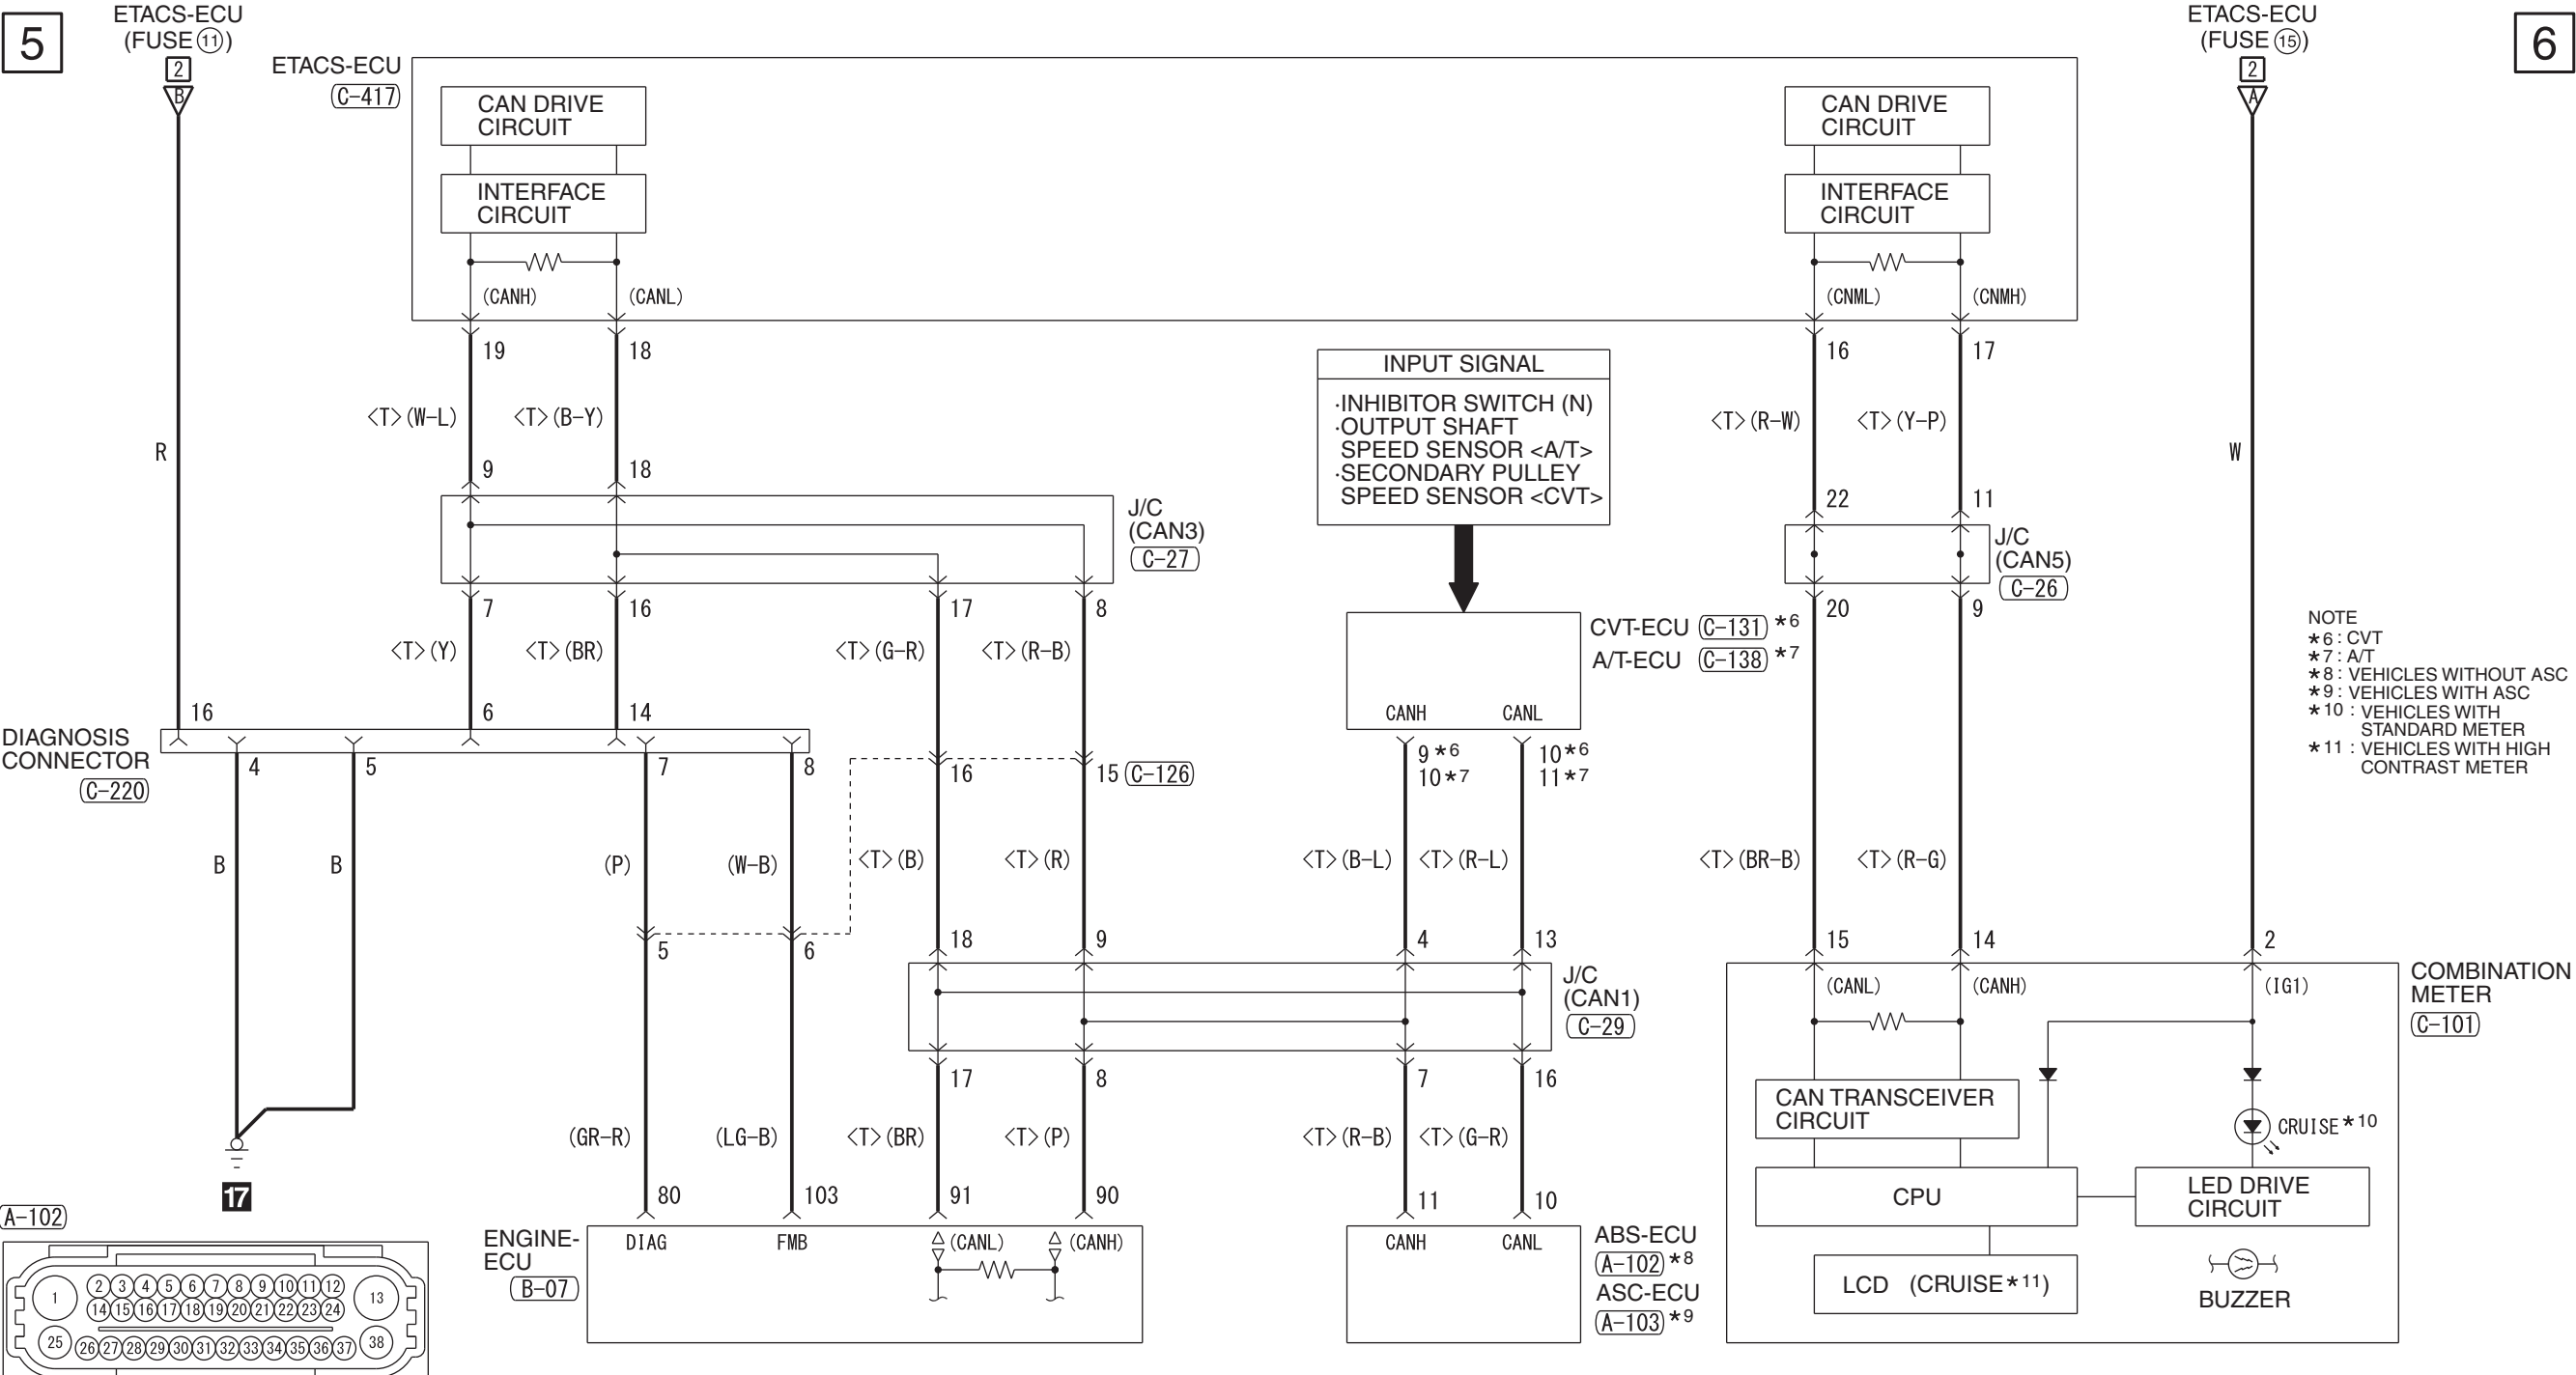 5
ETACS-ECU
(FUSE 11)
2
B
ETACS-ECU
(FUSE 15)
2
A
6
ETACS-ECU
C-417
CAN DRIVE
CIRCUIT
INTERFACE
CIRCUIT
(CANH)
(CANL)
CAN DRIVE
CIRCUIT
INTERFACE
CIRCUIT
(CNML)
(CNMH)
19
18
16
17
INPUT SIGNAL
·INHIBITOR SWITCH (N)
·OUTPUT SHAFT
SPEED SENSOR <A/T>
·SECONDARY PULLEY
SPEED SENSOR <CVT>
R
<T>(W-L)
<T>(B-Y)
<T>(R-W)
<T>(Y-P)
W
9
18
22
11
J/C
(CAN3)
C-27
J/C
(CAN5)
C-26
7
16
17
8
20
9
CVT-ECU C-131 *6
A/T-ECU C-138 *7
CANH
CANL
NOTE
*6 : CVT
*7 : A/T
*8 : VEHICLES WITHOUT ASC
*9 : VEHICLES WITH ASC
*10 : VEHICLES WITH
STANDARD METER
*11 : VEHICLES WITH HIGH
CONTRAST METER
<T>(Y)
<T>(BR)
<T>(G-R)
<T>(R-B)
16
6
14
DIAGNOSIS
CONNECTOR
C-220
4
5
7
8
16
15 C-126
9*6
10*7
10*6
11*7
B
B
(P)
(W-B)
<T>(B)
<T>(R)
<T>(B-L)
<T>(R-L)
<T>(BR-B)
<T>(R-G)
5
6
18
9
4
13
15
14
2
J/C
(CAN1)
C-29
(CANL)
(CANH)
(IG1)
COMBINATION
METER
C-101
17
8
7
16
CAN TRANSCEIVER
CIRCUIT
CRUISE*10
(GR-R)
(LG-B)
<T>(BR)
<T>(P)
<T>(R-B)
<T>(G-R)
17
80
103
91
90
11
10
CPU
LED DRIVE
CIRCUIT
ENGINE-
ECU
B-07
DIAG
FMB
(CANL)
(CANH)
CANH
CANL
ABS-ECU
A-102 *8
ASC-ECU
A-103 *9
LCD (CRUISE*11)
BUZZER
A-102
1
2 3 4 5 6 7 8 9 10 11 12
13
14 15 16 17 18 19 20 21 22 23 24
25
26 27 28 29 30 31 32 33 34 35 36 37
38